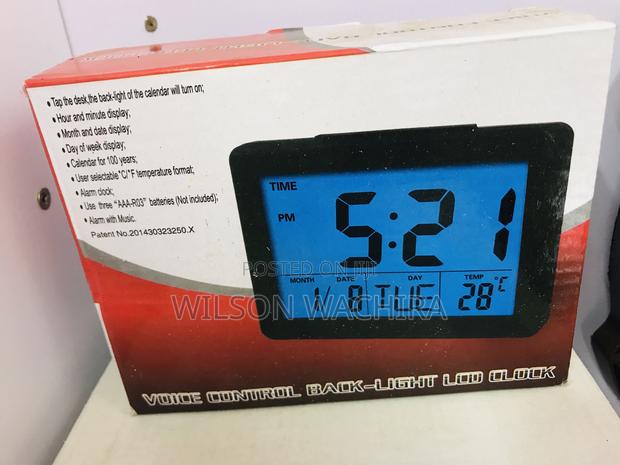 • Tap the desk,the back-light of the calendar will turn on;
• Hour and minute display;
• Month and date display;
• Day of week display;
• Calendar for 100 years;
• User selectable°C/°F temperature format;
• Alarm clock;
• Use three "AAA-R03" batteries (Not included);
• Alarm with Music.
Patent No.201430323250.X
TIME
PM
5:21
MONTH DATE DAY TEMP
1/8 TUE 28°C
POSTED ON
WILSON WACHIRA
VOICE CONTROL BACK-LIGHT LCD CLOCK